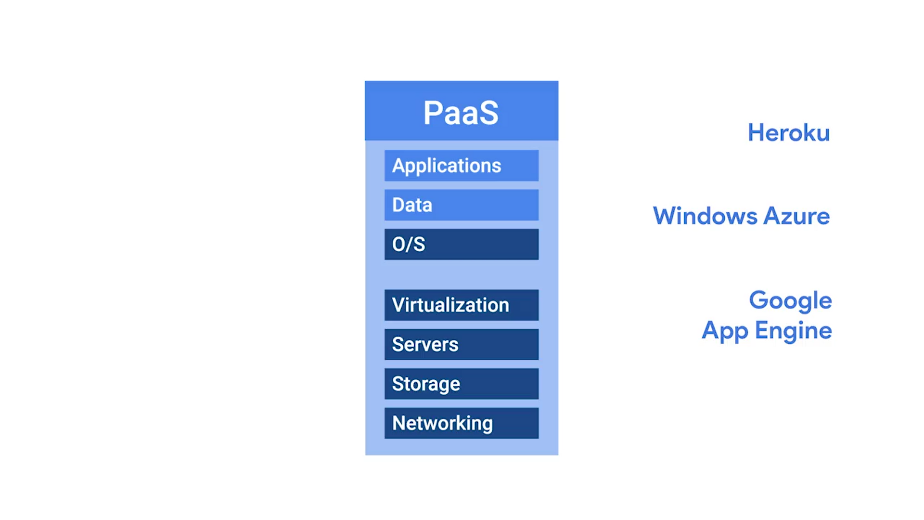 PaaS
Applications
Data
O/S
Virtualization
Servers
Storage
Networking
Heroku
Windows Azure
Google
App Engine